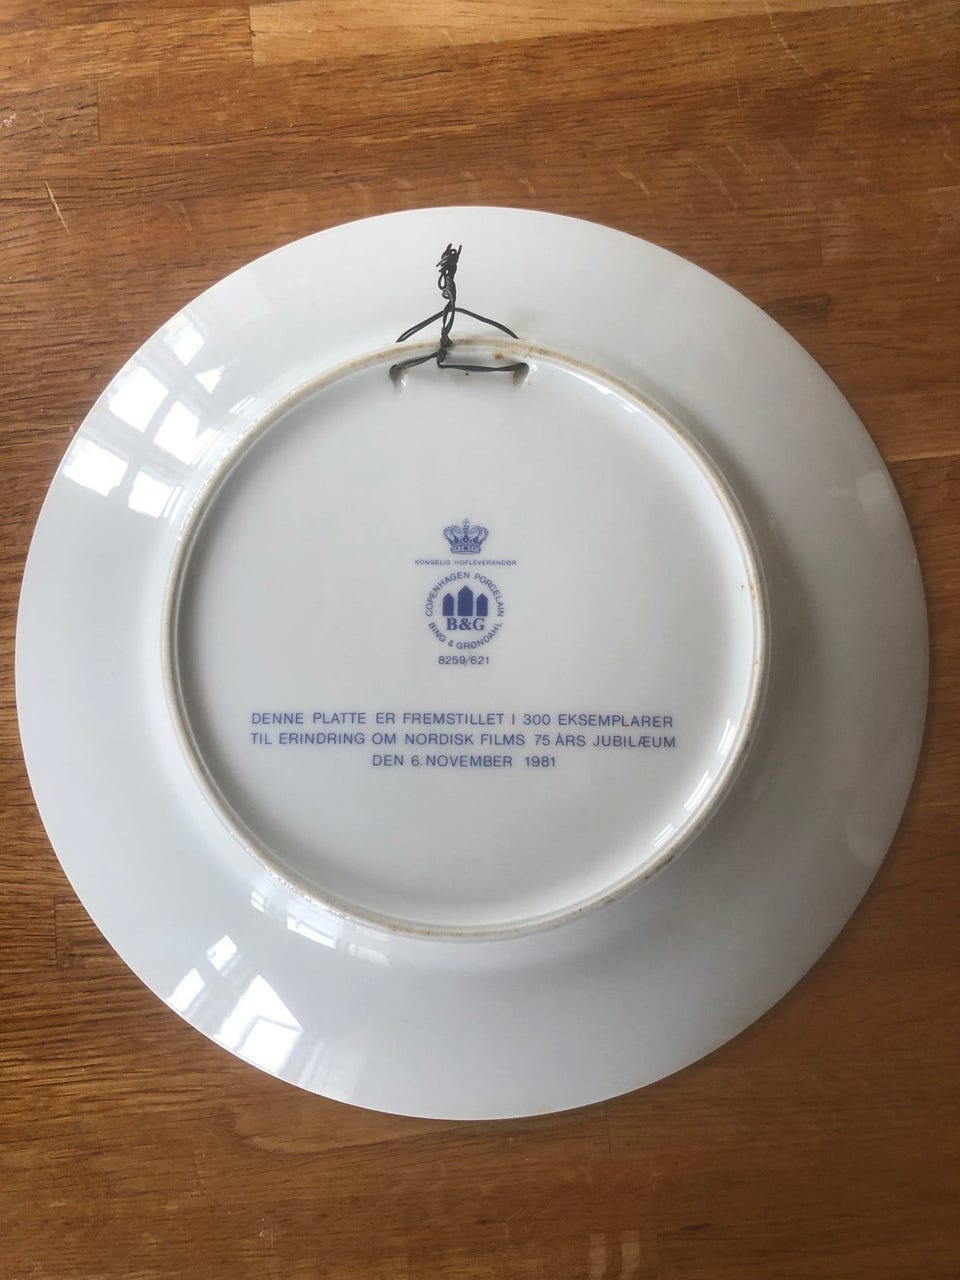 KONGELIG HOFLEVERANDØR
COPENHAGEN PORCELAIN
B&G
BING & GRØNDAHL
8259/621
DENNE PLATTE ER FREMSTILLET I 300 EKSEMPLARER
TIL ERINDRING OM NORDISK FILMS 75 ÅRS JUBILÆUM
DEN 6. NOVEMBER 1981